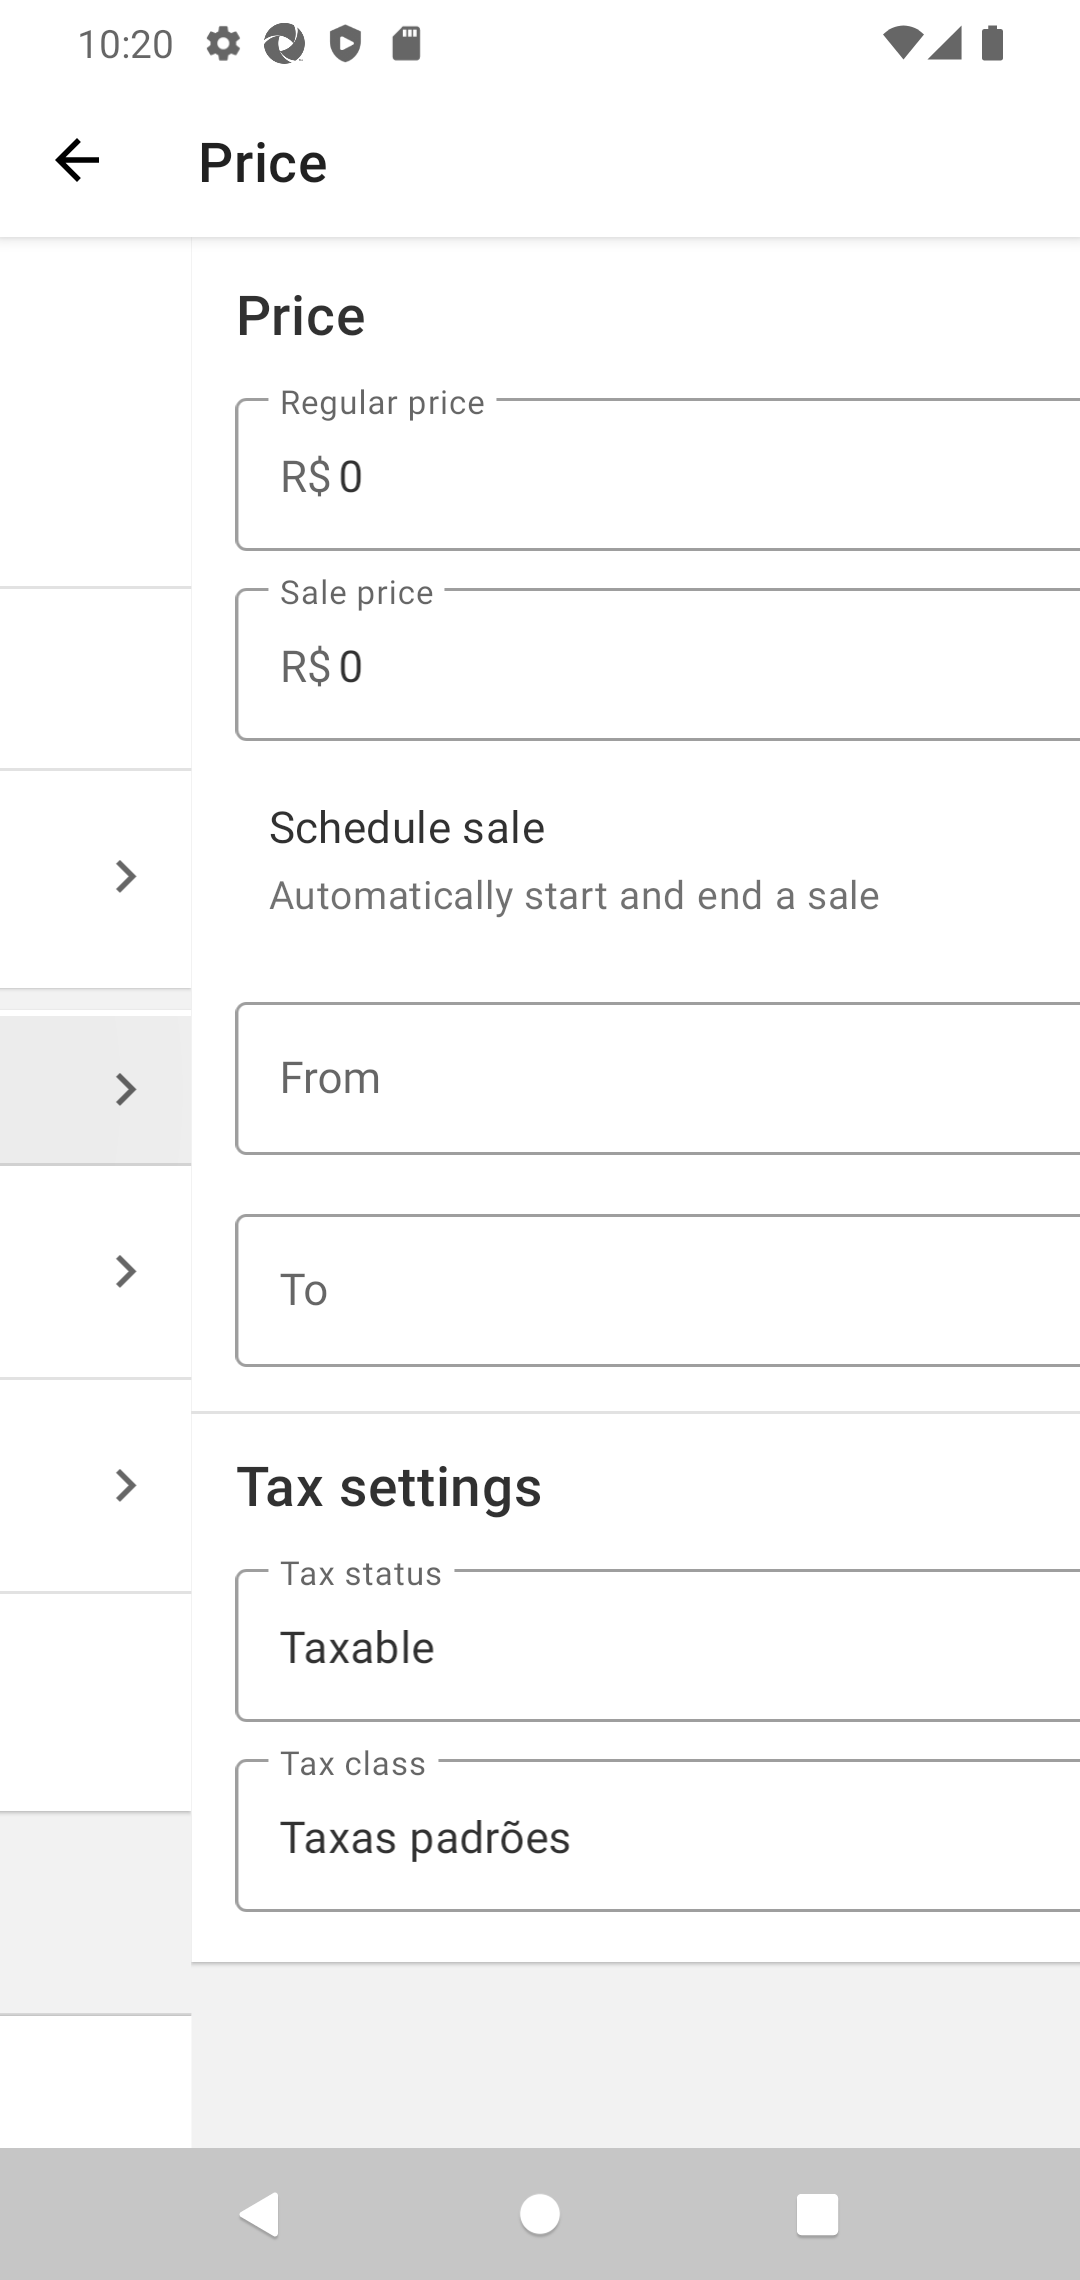 10:20
Price
Price
Regular price
R$ 0
Sale price
R$ 0
Schedule sale
Automatically start and end a sale
From
To
Tax settings
Tax status
Taxable
Tax class
Taxas padrões